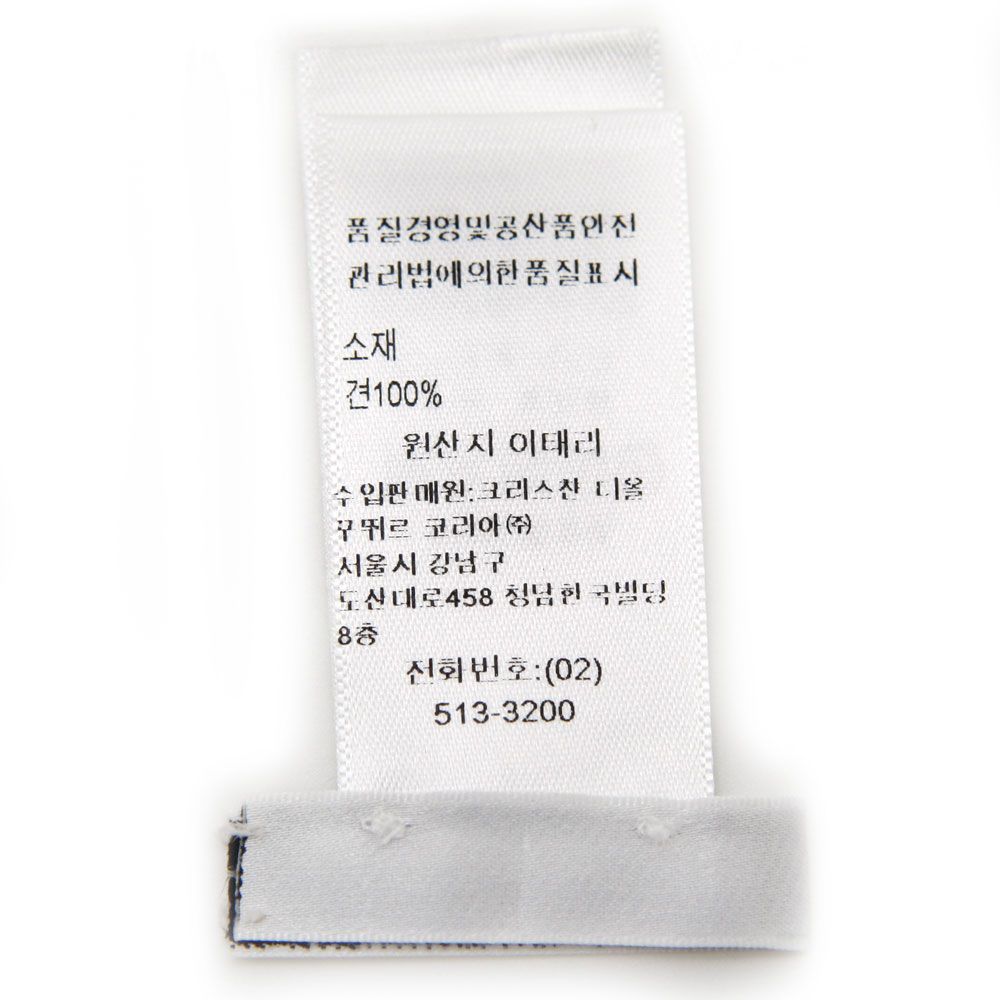 품질경영및공산품안전
관리법에의한품질표시
소재
견100%
원산지 이태리
수입판매원:크리스챤 디올
꾸뛰르 코리아㈜
서울시 강남구
도산대로458 청남한국빌딩
8층
전화번호:(02)
513-3200